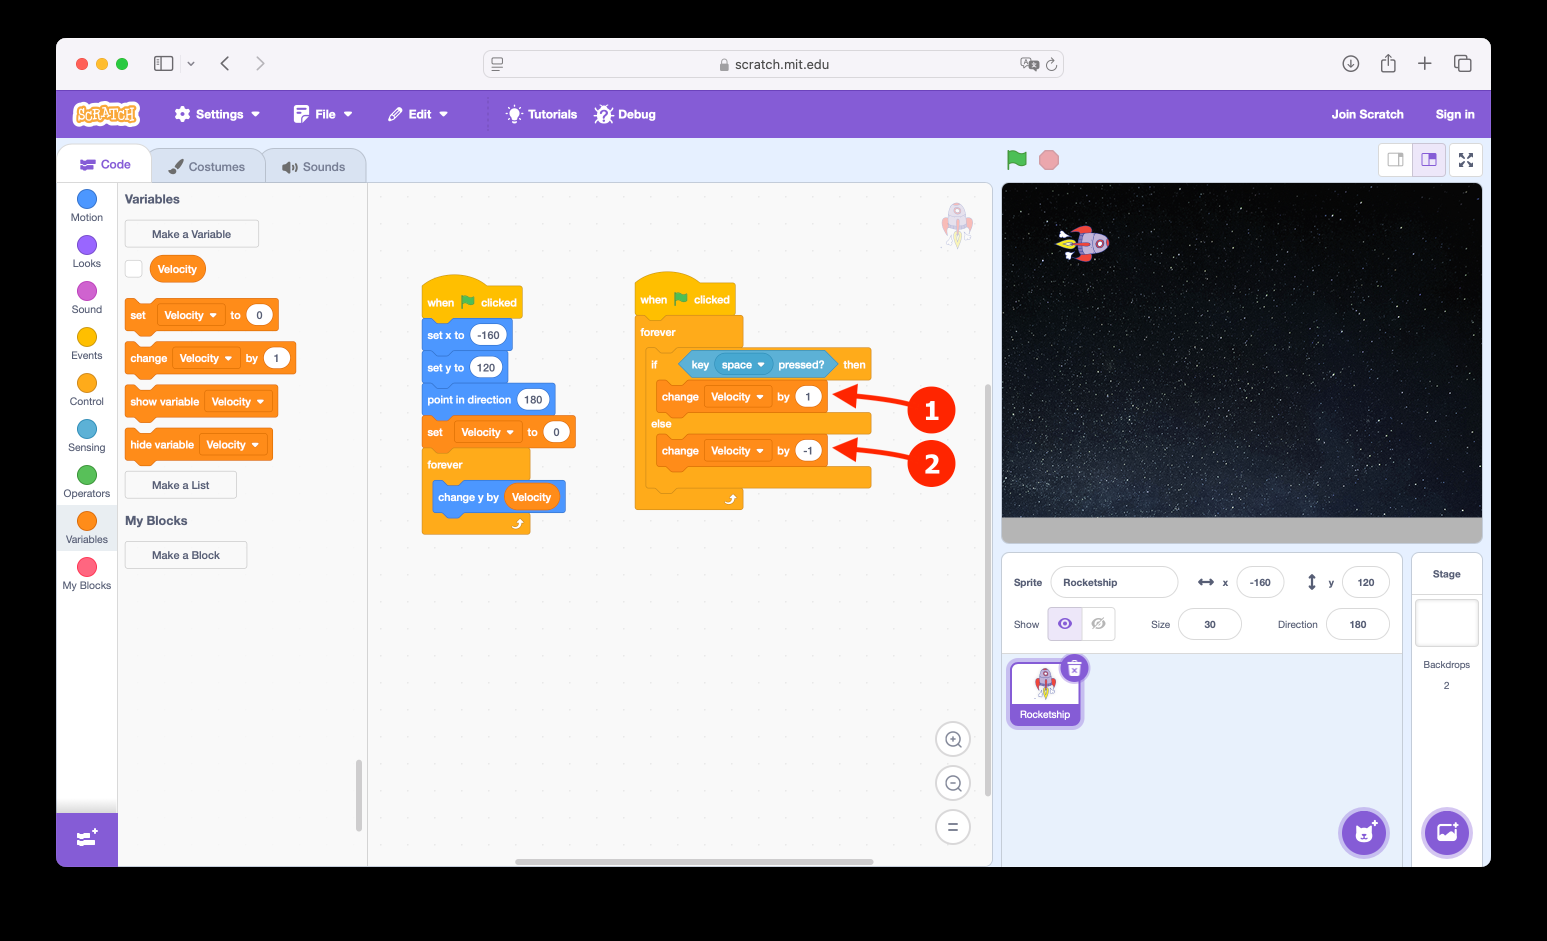 scratch.mit.edu
SCRATCH
Settings
File
Edit
Tutorials
Debug
Join Scratch
Sign in
Code
Costumes
Sounds
Motion
Looks
Sound
Events
Control
Sensing
Operators
Variables
My Blocks
Variables
Make a Variable
Velocity
set Velocity to 0
change Velocity by 1
show variable Velocity
hide variable Velocity
Make a List
My Blocks
Make a Block
when clicked
set x to -160
set y to 120
point in direction 180
set Velocity to 0
forever
change y by Velocity
when clicked
forever
if key space pressed? then
change Velocity by 1
else
change Velocity by -1
1
2
Sprite Rocketship x -160 y 120
Show Size 30 Direction 180
Rocketship
Stage
Backdrops
2